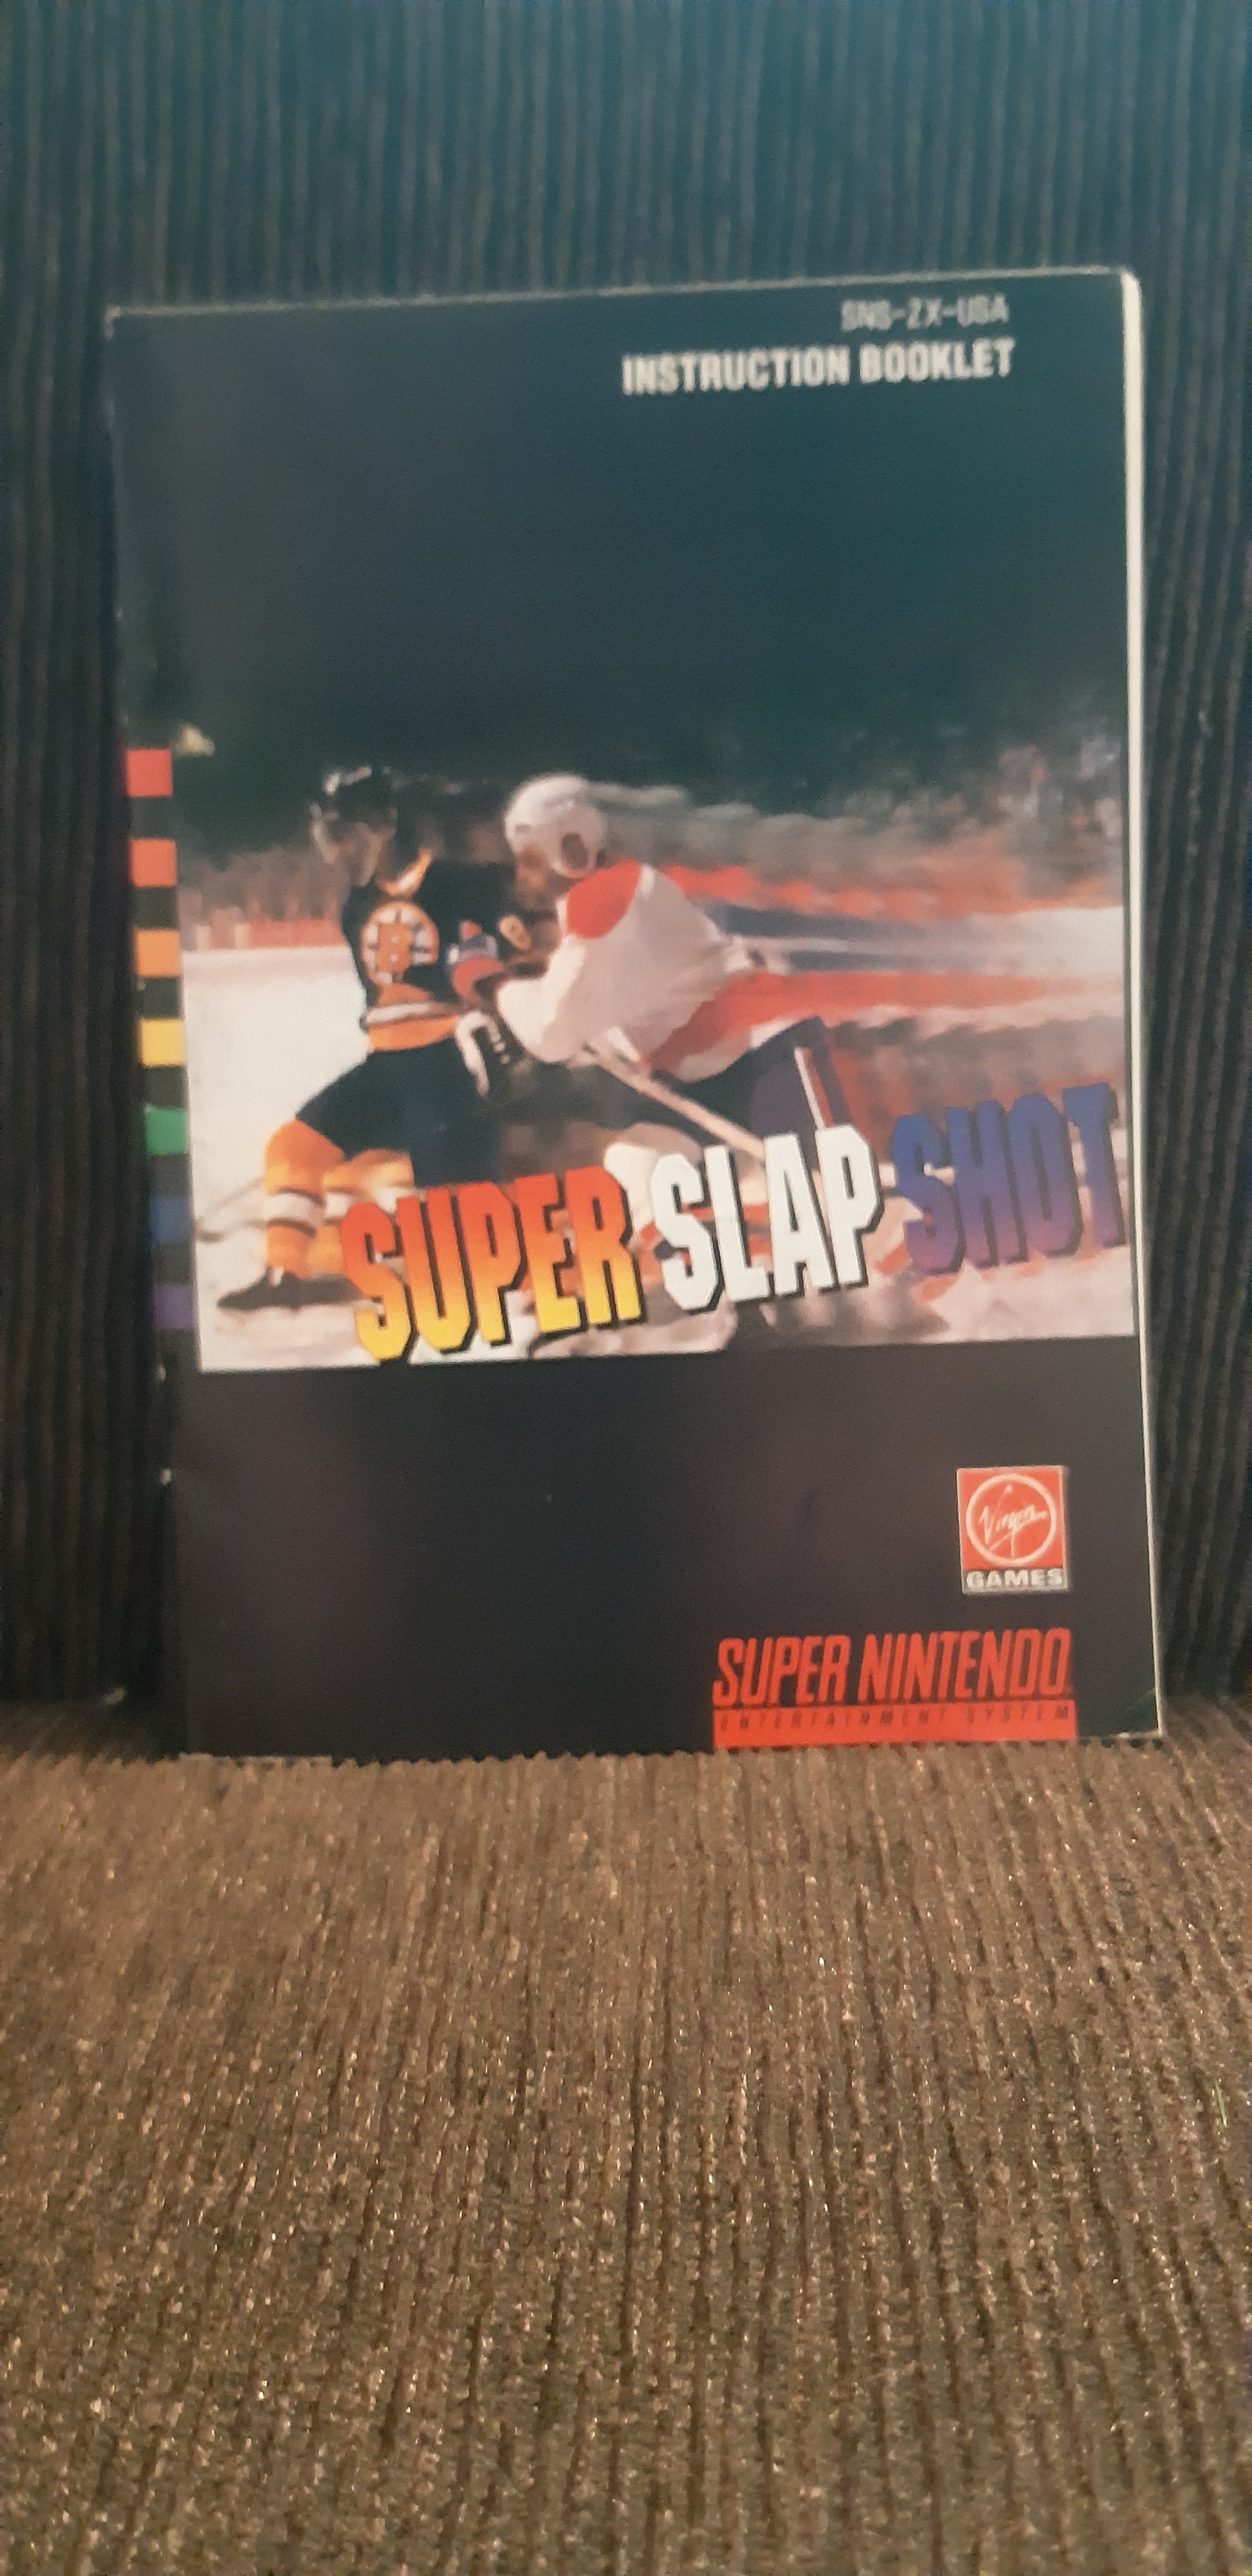 SNS-ZX-USA
INSTRUCTION BOOKLET
B
SUPER SLAP SHOT
Virgin
GAMES
SUPER NINTENDO
ENTERTAINMENT SYSTEM